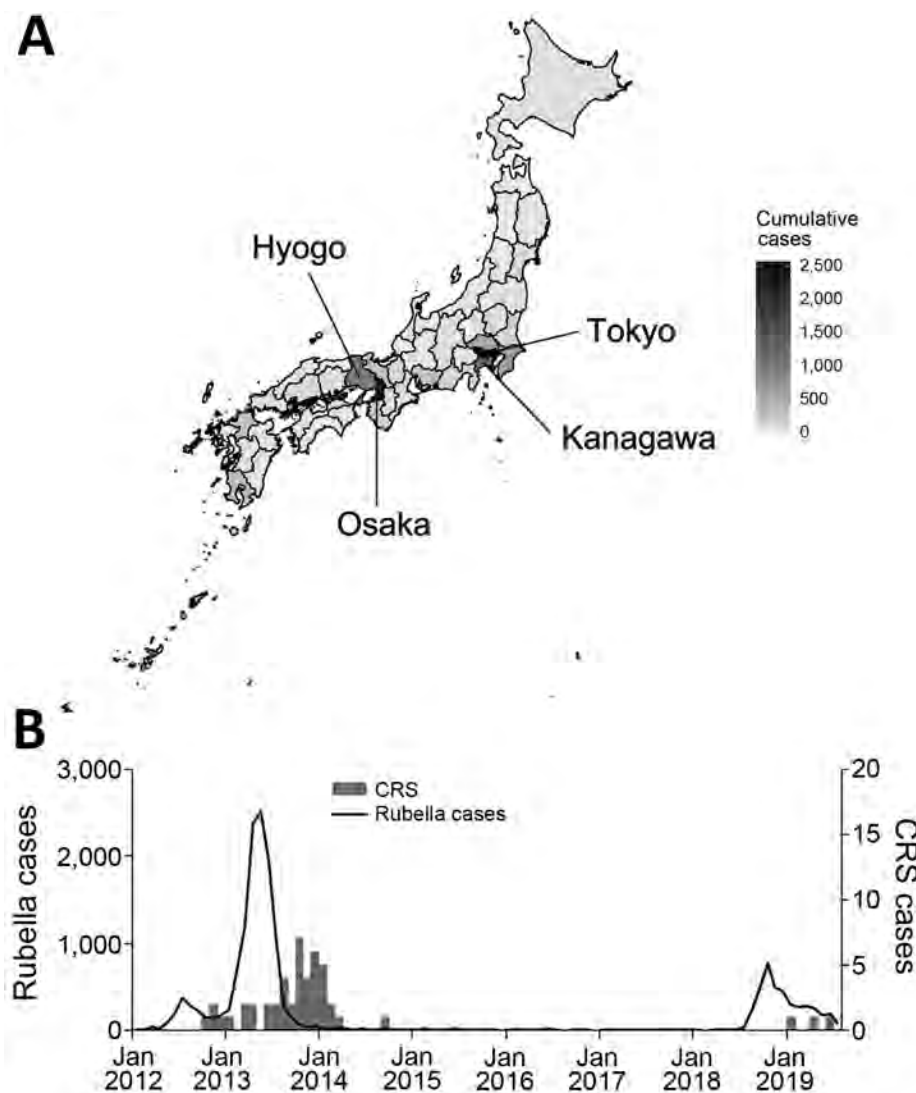 A
Hyogo
Cumulative
cases
2,500
2,000
1,500
1,000
500
0
Tokyo
Kanagawa
Osaka
B
3,000
2,000
1,000
0
Rubella cases
CRS
Rubella cases
20
15
10
5
0
CRS cases
Jan Jan Jan Jan Jan Jan Jan Jan
2012 2013 2014 2015 2016 2017 2018 2019